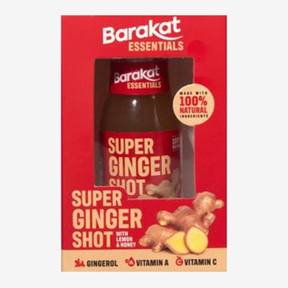 Barakat
ESSENTIALS
Barakat
ESSENTIALS
MADE WITH
100%
NATURAL
INGREDIENTS
SUPER
GINGER
SHOT
SUPER
GINGER
SHOT
WITH
LEMON
& HONEY
GINGEROL
VITAMIN A
VITAMIN C